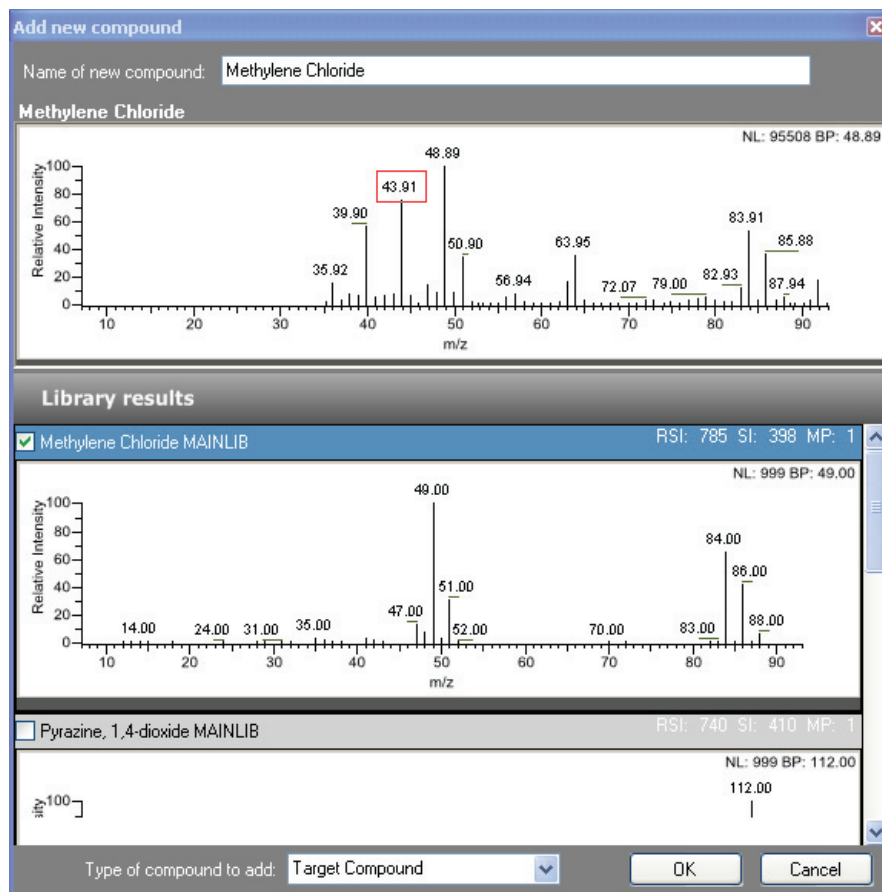 Add new compound
Name of new compound: Methylene Chloride
Methylene Chloride
NL: 95508 BP: 48.89
Relative Intensity
100
80
60
40
20
0
35.92
39.90
43.91
48.89
50.90
56.94
63.95
72.07
79.00
82.93
83.91
85.88
87.94
10 20 30 40 50 60 70 80 90
m/z
Library results
Methylene Chloride MAINLIB RSI: 785 SI: 398 MP: 1
NL: 999 BP: 49.00
Relative Intensity
100
80
60
40
20
0
14.00
24.00
31.00
35.00
47.00
49.00
51.00
52.00
70.00
83.00
84.00
86.00
88.00
10 20 30 40 50 60 70 80 90
m/z
Pyrazine, 1,4-dioxide MAINLIB RSI: 740 SI: 410 MP: 1
NL: 999 BP: 112.00
112.00
sity
100
Type of compound to add: Target Compound
OK Cancel